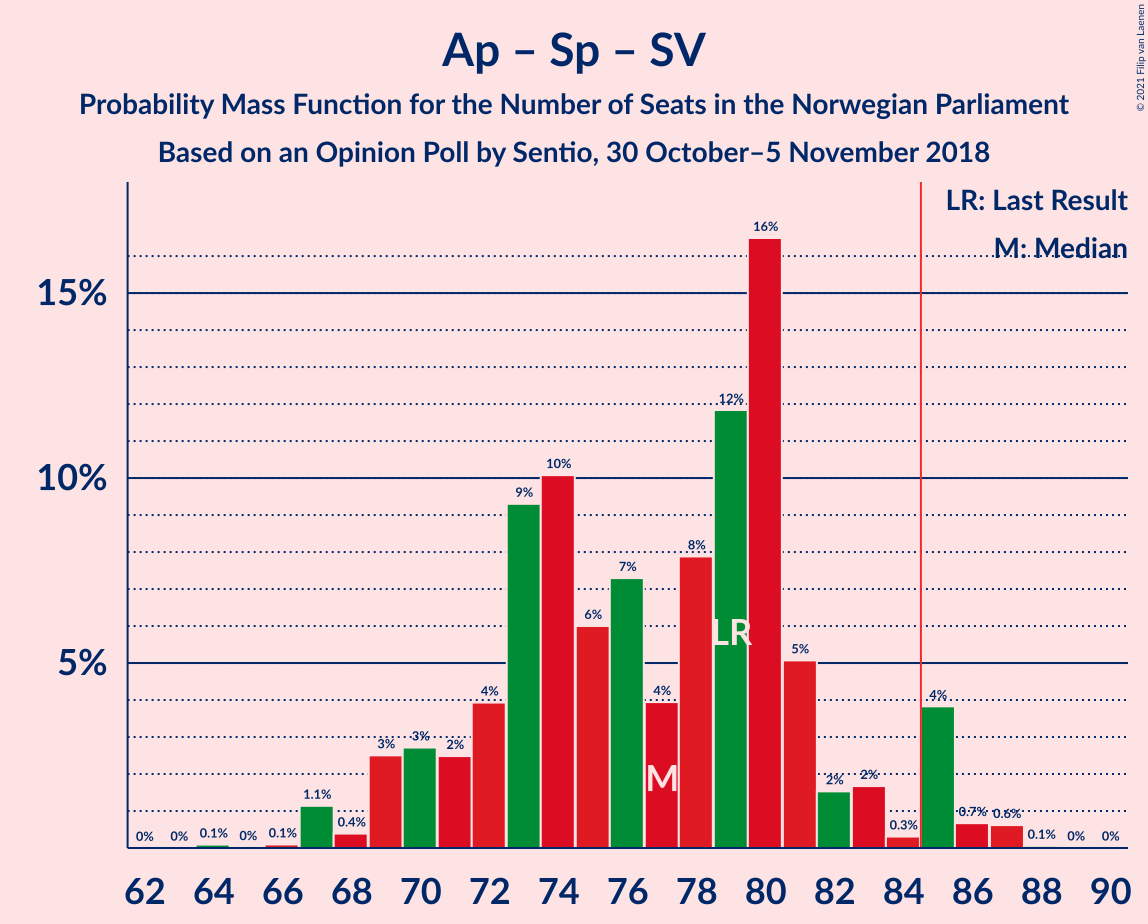 Ap – Sp – SV
Probability Mass Function for the Number of Seats in the Norwegian Parliament
Based on an Opinion Poll by Sentio, 30 October–5 November 2018
© 2021 Filip van Laenen
LR: Last Result
M: Median
15%
10%
5%
0% 0% 0.1% 0% 0.1% 1.1% 0.4% 3% 3% 2% 4% 9% 10% 6% 7% 4% 8% 12% 16% 5% 2% 2% 0.3% 4% 0.7% 0.6% 0.1% 0% 0%
LR
M
62 64 66 68 70 72 74 76 78 80 82 84 86 88 90